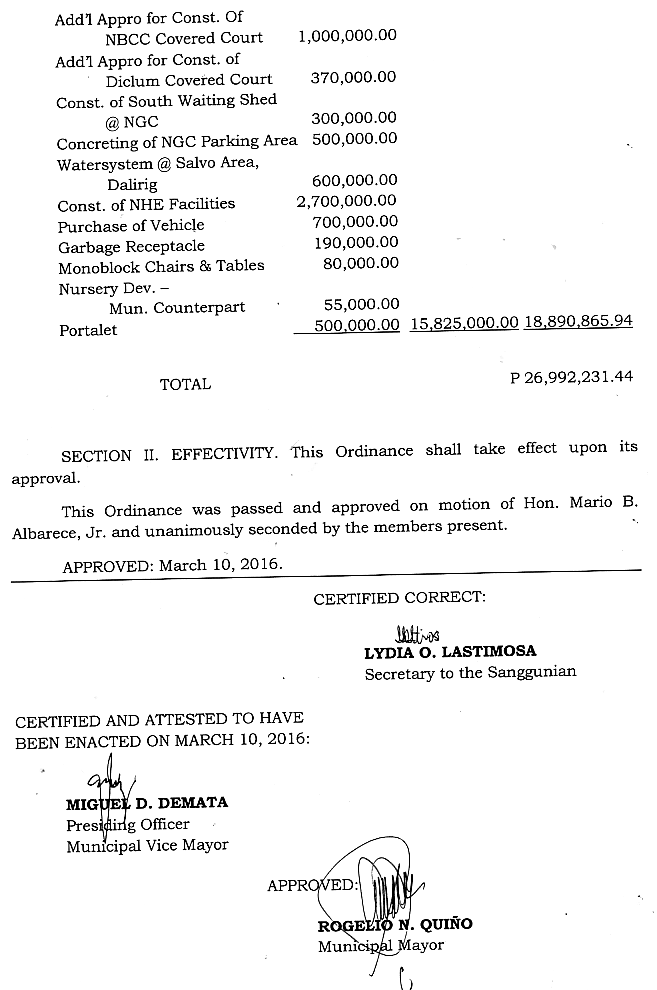 Add'l Appro for Const. Of
NBCC Covered Court 1,000,000.00
Add'l Appro for Const. of
Diclum Covered Court 370,000.00
Const. of South Waiting Shed
@ NGC 300,000.00
Concreting of NGC Parking Area 500,000.00
Watersystem @ Salvo Area,
Dalirig 600,000.00
Const. of NHE Facilities 2,700,000.00
Purchase of Vehicle 700,000.00
Garbage Receptacle 190,000.00
Monoblock Chairs & Tables 80,000.00
Nursery Dev. –
Mun. Counterpart 55,000.00
Portalet 500,000.00 15,825,000.00 18,890,865.94
TOTAL P 26,992,231.44
SECTION II. EFFECTIVITY. This Ordinance shall take effect upon its
approval.
This Ordinance was passed and approved on motion of Hon. Mario B.
Albarece, Jr. and unanimously seconded by the members present.
APPROVED: March 10, 2016.
CERTIFIED CORRECT:
LYDIA O. LASTIMOSA
Secretary to the Sanggunian
CERTIFIED AND ATTESTED TO HAVE
BEEN ENACTED ON MARCH 10, 2016:
MIGUEL D. DEMATA
Presiding Officer
Municipal Vice Mayor
APPROVED:
ROGELIO N. QUIÑO
Municipal Mayor